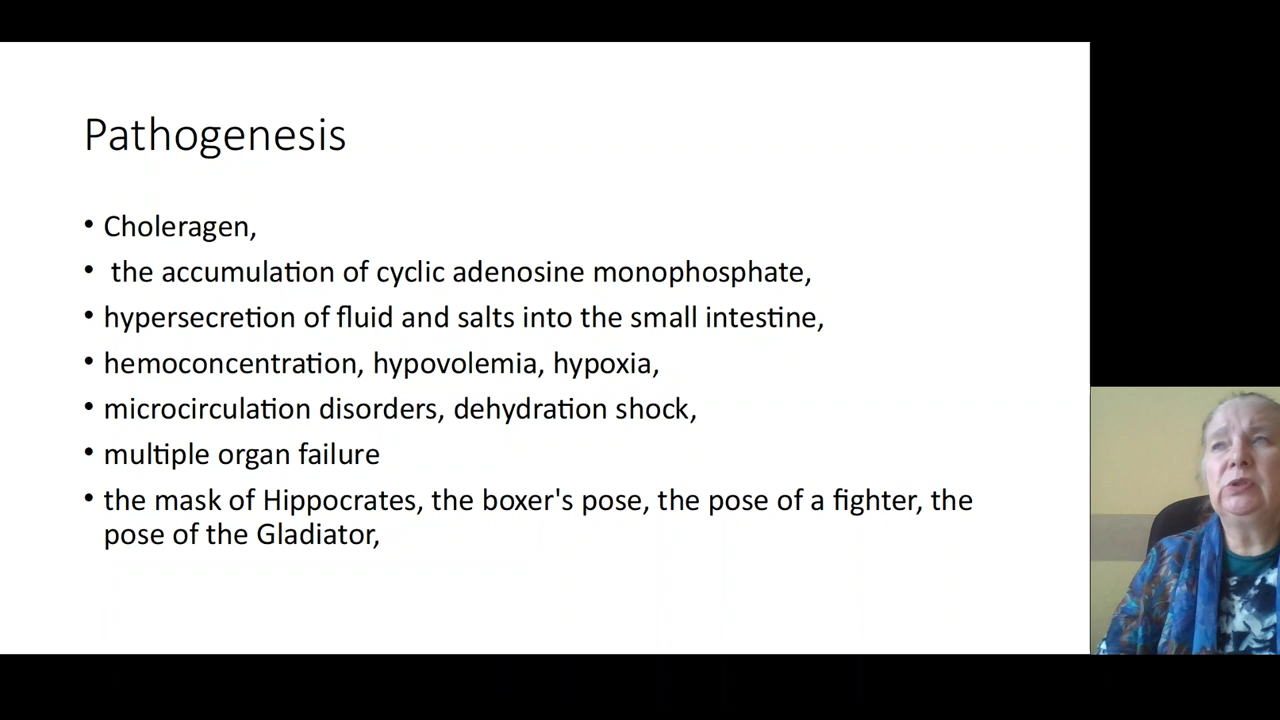 Pathogenesis
• Choleragen,
• the accumulation of cyclic adenosine monophosphate,
• hypersecretion of fluid and salts into the small intestine,
• hemoconcentration, hypovolemia, hypoxia,
• microcirculation disorders, dehydration shock,
• multiple organ failure
• the mask of Hippocrates, the boxer's pose, the pose of a fighter, the
pose of the Gladiator,